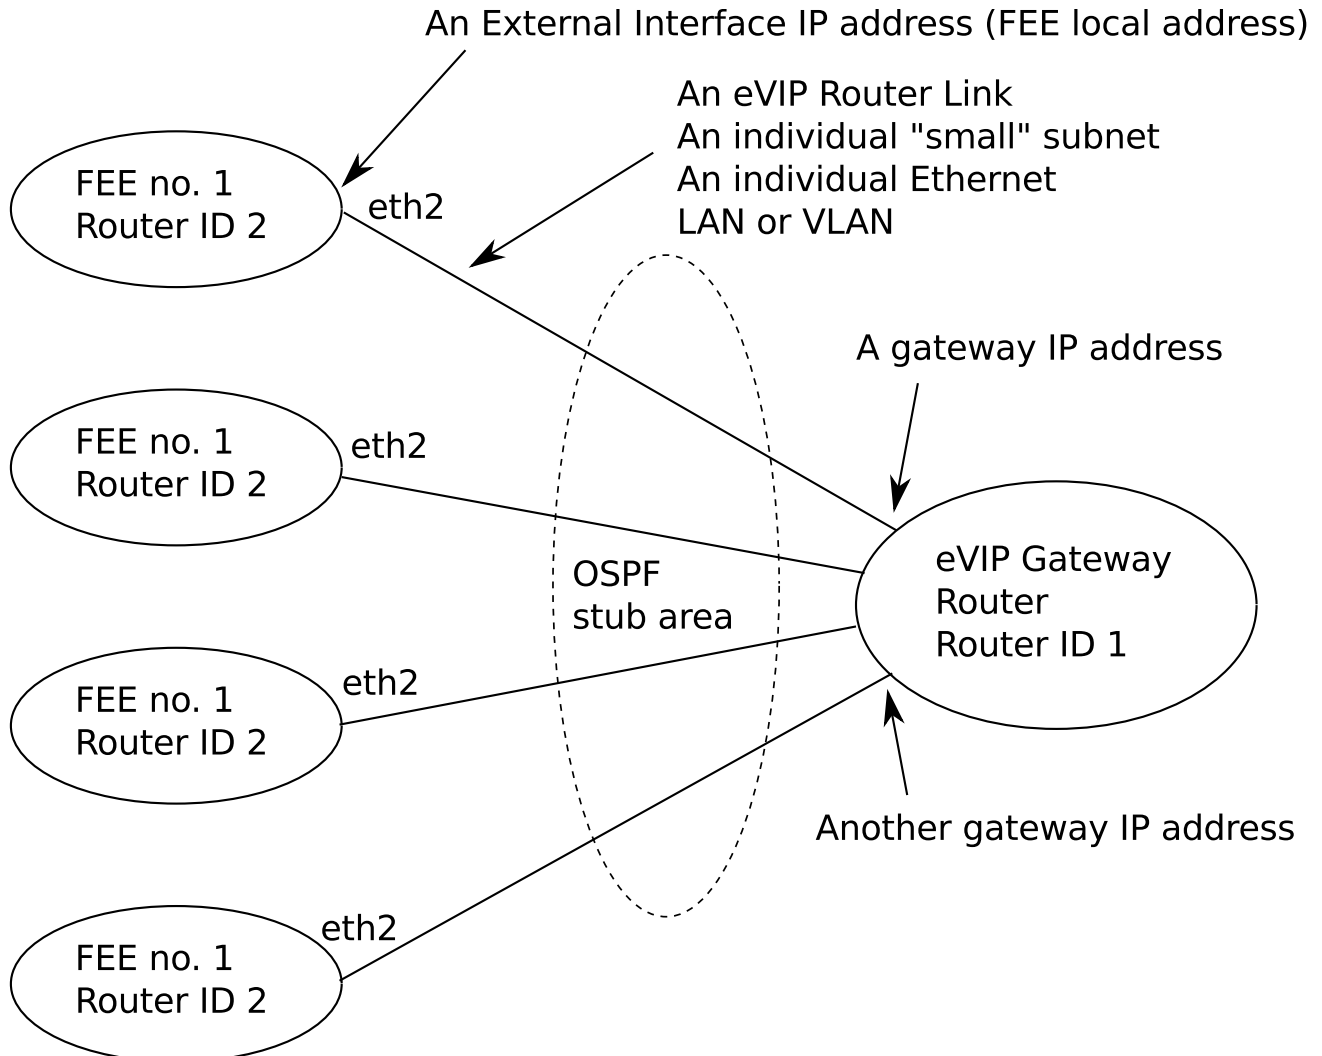 An External Interface IP address (FEE local address)
An eVIP Router Link
An individual "small" subnet
An individual Ethernet
LAN or VLAN
FEE no. 1
Router ID 2
eth2
A gateway IP address
FEE no. 1
Router ID 2
eth2
OSPF
stub area
eVIP Gateway
Router
Router ID 1
FEE no. 1
Router ID 2
eth2
Another gateway IP address
FEE no. 1
Router ID 2
eth2